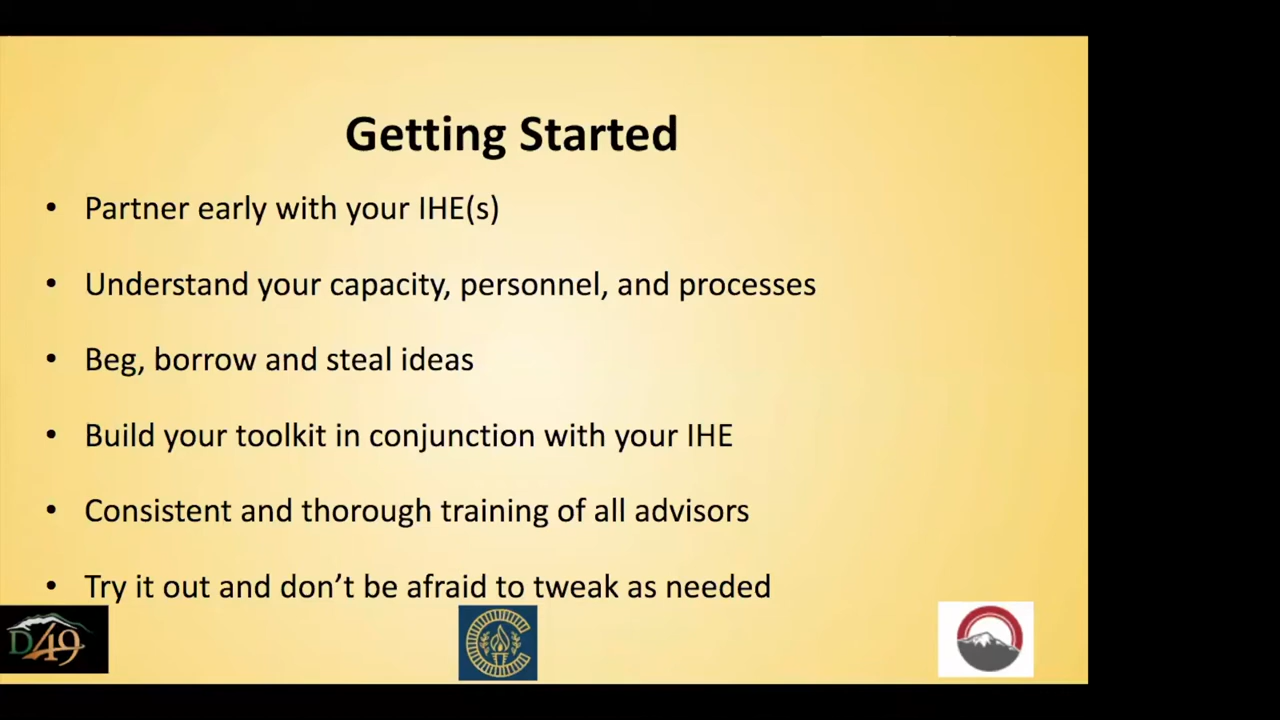 Getting Started
• Partner early with your IHE(s)
• Understand your capacity, personnel, and processes
• Beg, borrow and steal ideas
• Build your toolkit in conjunction with your IHE
• Consistent and thorough training of all advisors
• Try it out and don’t be afraid to tweak as needed
D49